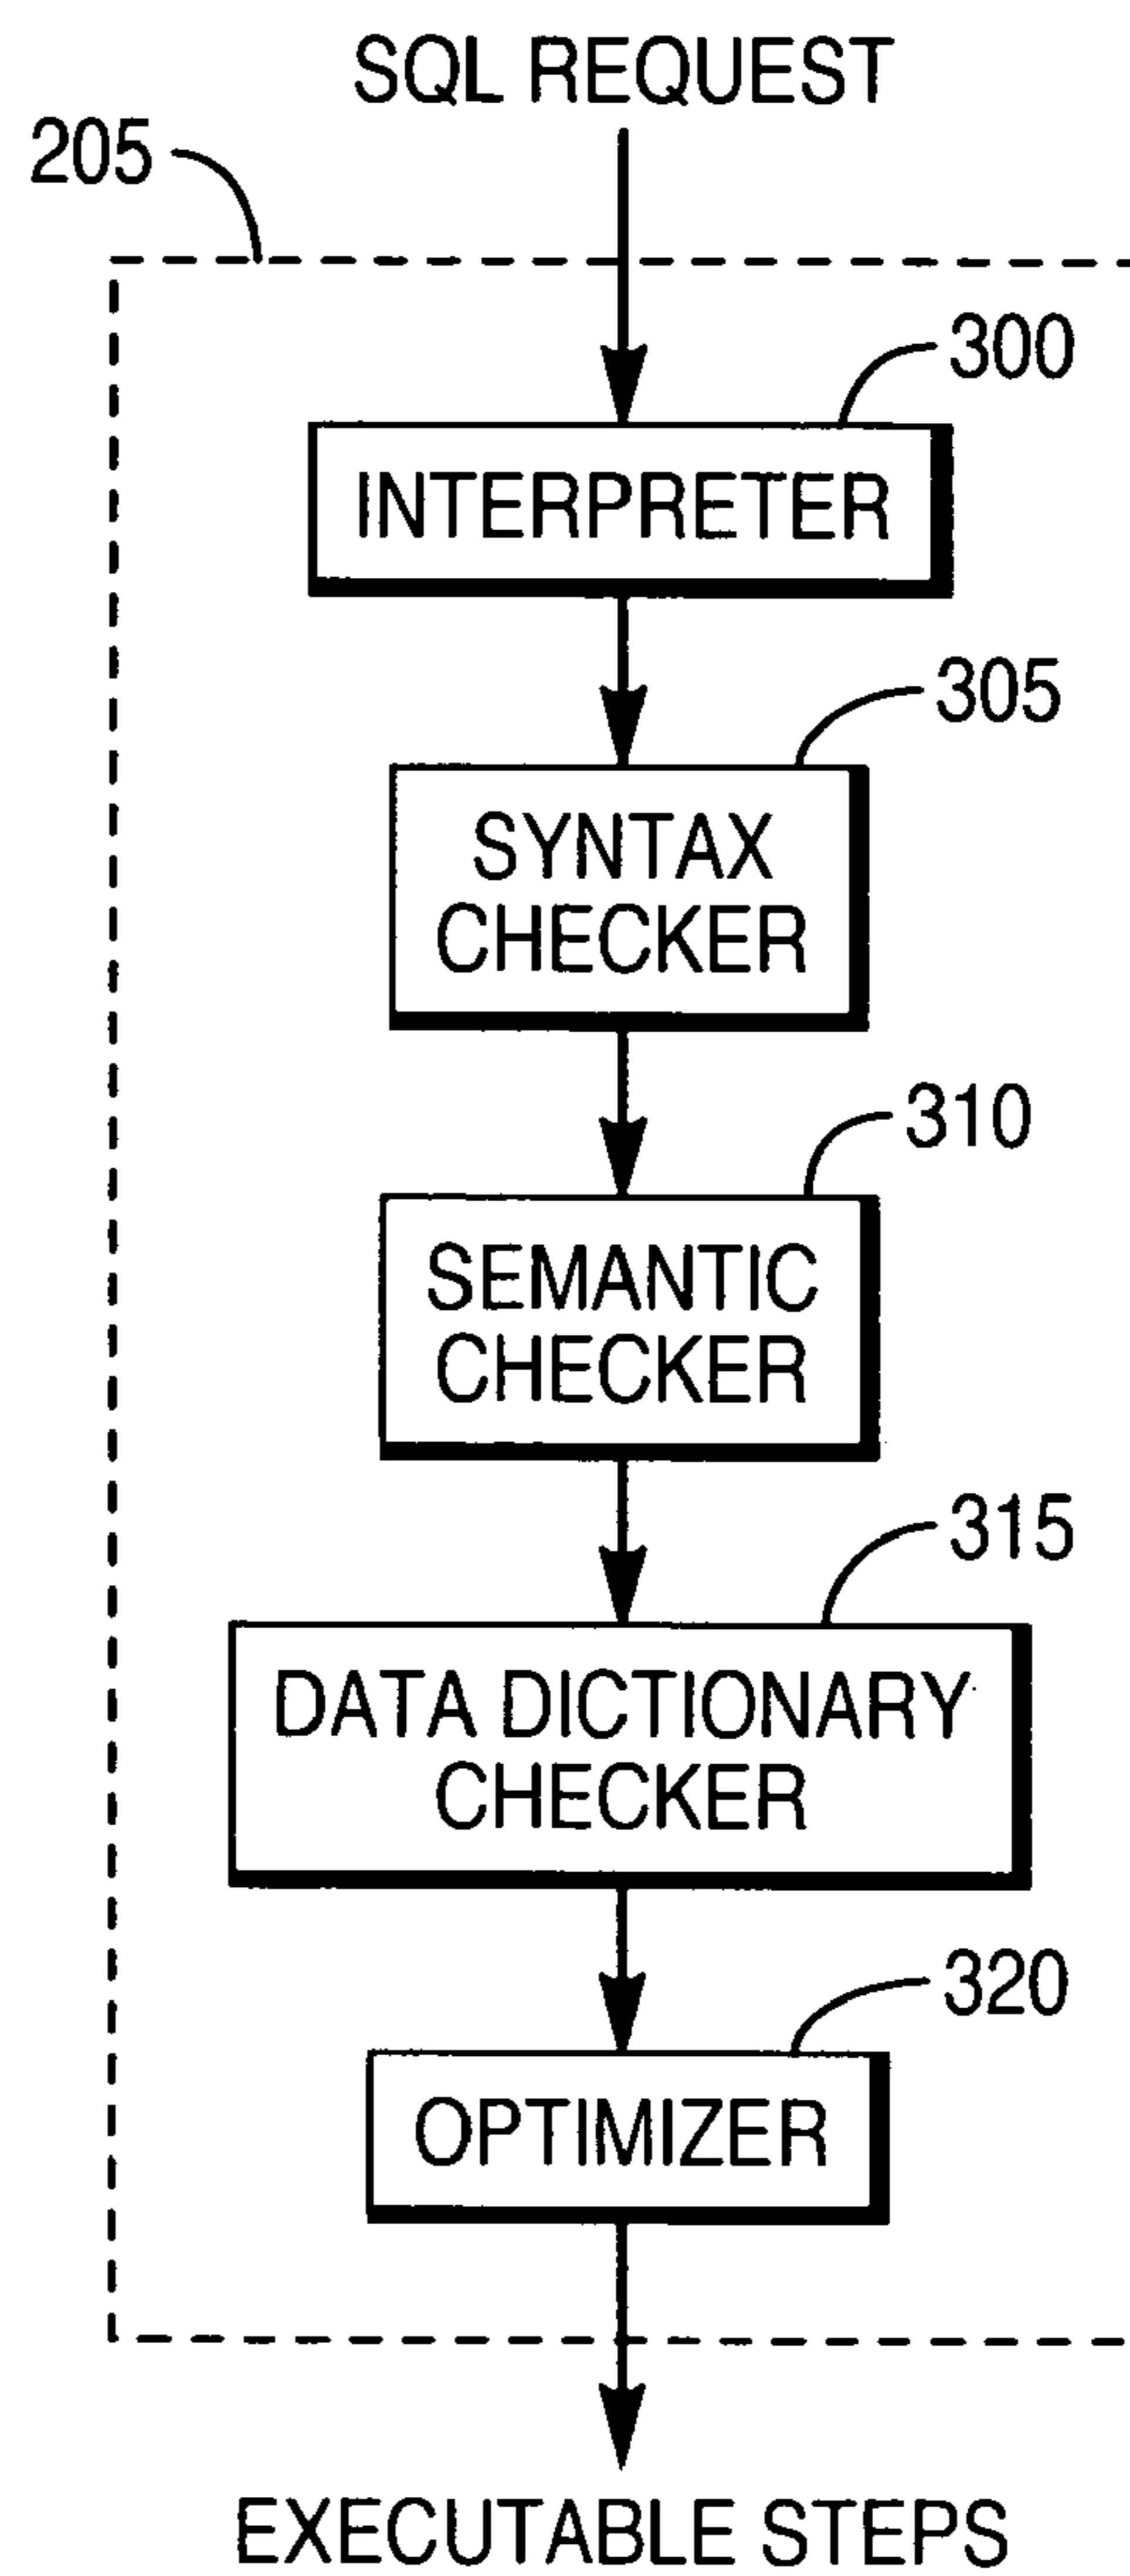 SQL REQUEST
205
300
INTERPRETER
305
SYNTAX
CHECKER
310
SEMANTIC
CHECKER
315
DATA DICTIONARY
CHECKER
320
OPTIMIZER
EXECUTABLE STEPS